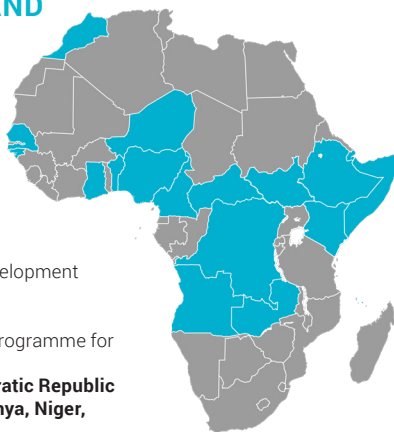 AND
elopment
rogramme for
ratic Republic
nya, Niger,